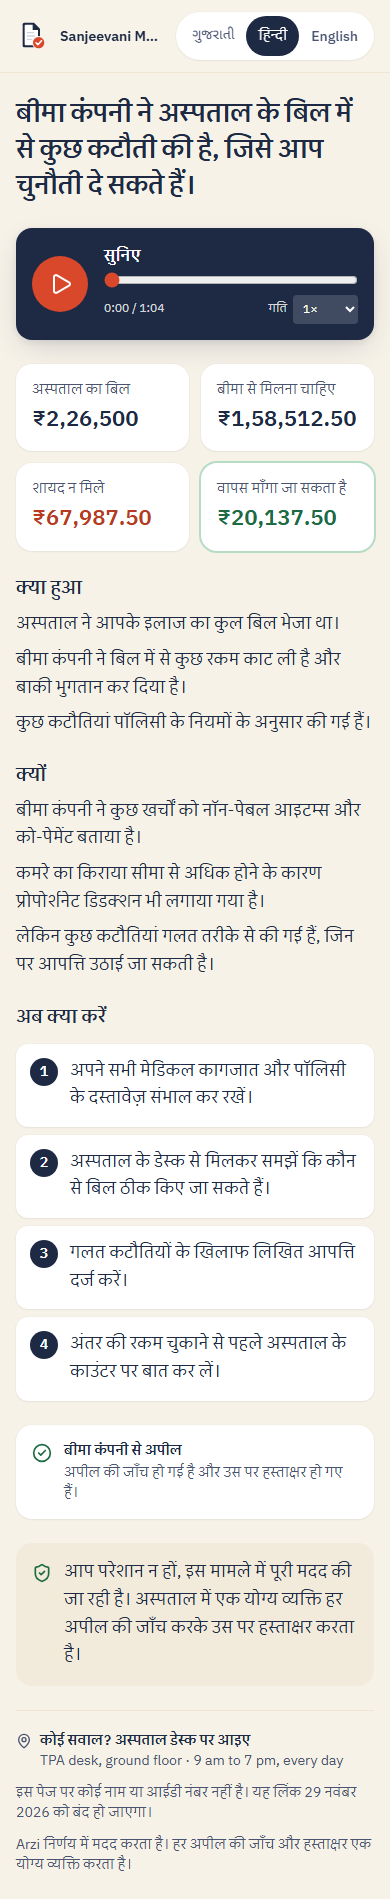 Sanjeevani M...
ગુજરાતી
हिन्दी
English
बीमा कंपनी ने अस्पताल के बिल में
से कुछ कटौती की है, जिसे आप
चुनौती दे सकते हैं।
सुनिए
0:00 / 1:04
गति
1×
अस्पताल का बिल
₹2,26,500
बीमा से मिलना चाहिए
₹1,58,512.50
शायद न मिले
₹67,987.50
वापस माँगा जा सकता है
₹20,137.50
क्या हुआ
अस्पताल ने आपके इलाज का कुल बिल भेजा था।
बीमा कंपनी ने बिल में से कुछ रकम काट ली है और
बाकी भुगतान कर दिया है।
कुछ कटौतियां पॉलिसी के नियमों के अनुसार की गई हैं।
क्यों
बीमा कंपनी ने कुछ खर्चों को नॉन-पेबल आइटम्स और
को-पेमेंट बताया है।
कमरे का किराया सीमा से अधिक होने के कारण
प्रोपोर्शनेट डिडक्शन भी लगाया गया है।
लेकिन कुछ कटौतियां गलत तरीके से की गई हैं, जिन
पर आपत्ति उठाई जा सकती है।
अब क्या करें
1
अपने सभी मेडिकल कागजात और पॉलिसी
के दस्तावेज़ संभाल कर रखें।
2
अस्पताल के डेस्क से मिलकर समझें कि कौन
से बिल ठीक किए जा सकते हैं।
3
गलत कटौतियों के खिलाफ लिखित आपत्ति
दर्ज करें।
4
अंतर की रकम चुकाने से पहले अस्पताल के
काउंटर पर बात कर लें।
बीमा कंपनी से अपील
अपील की जाँच हो गई है और उस पर हस्ताक्षर हो गए
हैं।
आप परेशान न हों, इस मामले में पूरी मदद की
जा रही है। अस्पताल में एक योग्य व्यक्ति हर
अपील की जाँच करके उस पर हस्ताक्षर करता
है।
कोई सवाल? अस्पताल डेस्क पर आइए
TPA desk, ground floor · 9 am to 7 pm, every day
इस पेज पर कोई नाम या आईडी नंबर नहीं है। यह लिंक 29 नवंबर
2026 को बंद हो जाएगा।
Arzi निर्णय में मदद करता है। हर अपील की जाँच और हस्ताक्षर एक
योग्य व्यक्ति करता है।